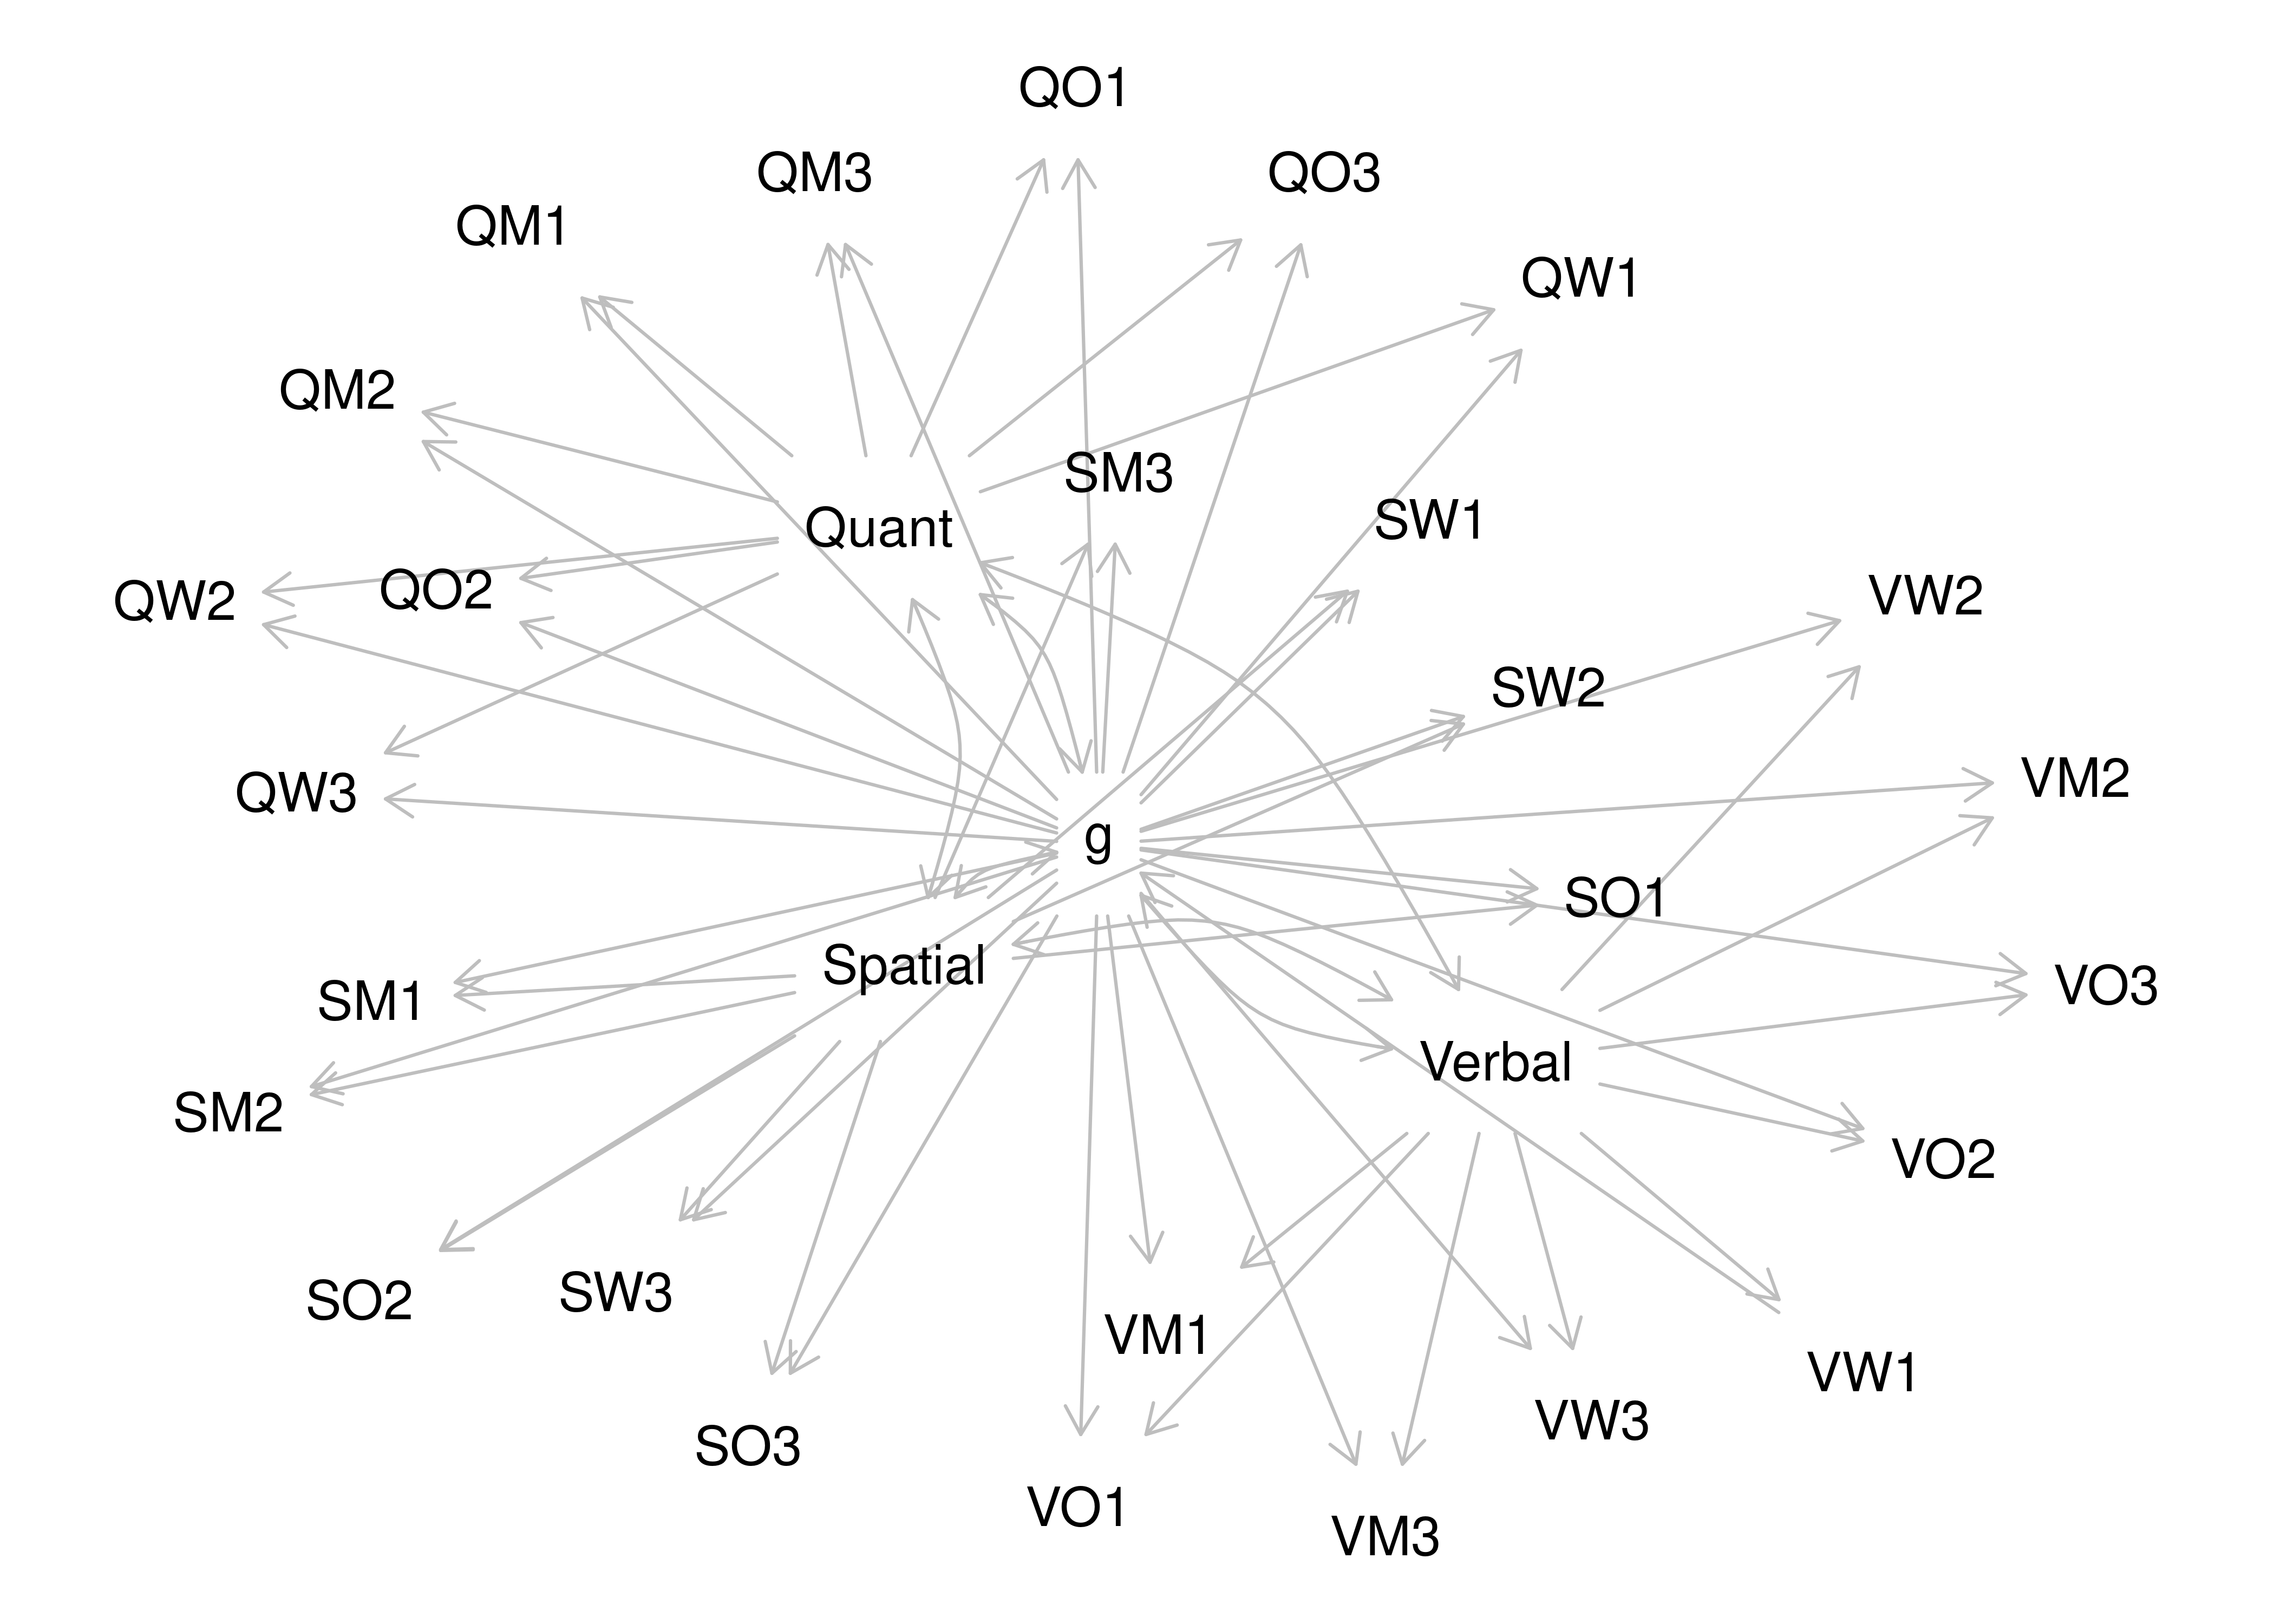 QO1
QM3
QO3
QM1
QW1
QM2
SM3
SW1
Quant
QO2
VW2
QW2
SW2
VM2
QW3
g
SO1
Spatial
VO3
SM1
Verbal
SM2
VO2
SW3
SO2
VM1
VW1
VW3
SO3
VO1
VM3